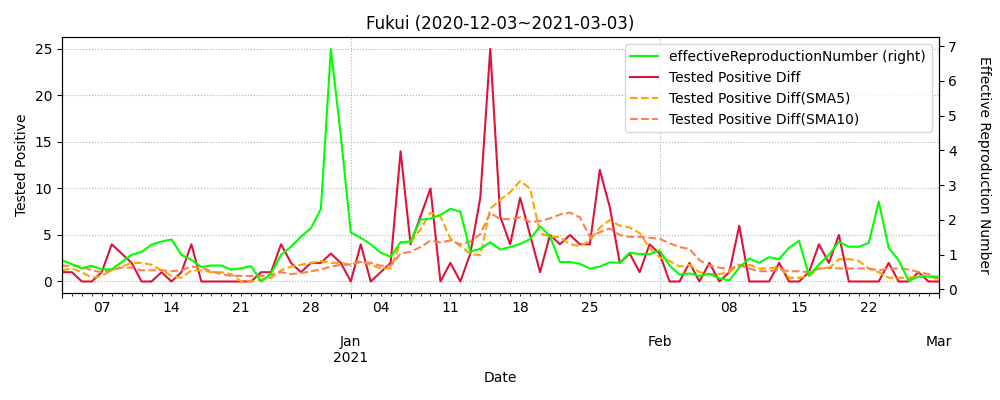 Fukui (2020-12-03~2021-03-03)
effectiveReproductionNumber (right)
Tested Positive Diff
Tested Positive Diff(SMA5)
Tested Positive Diff(SMA10)
Tested Positive
25
20
15
10
5
0
7
6
5
4
3
2
1
0
Effective Reproduction Number
07 14 21 28 04 11 18 25 08 15 22
Jan Feb Mar
2021
Date